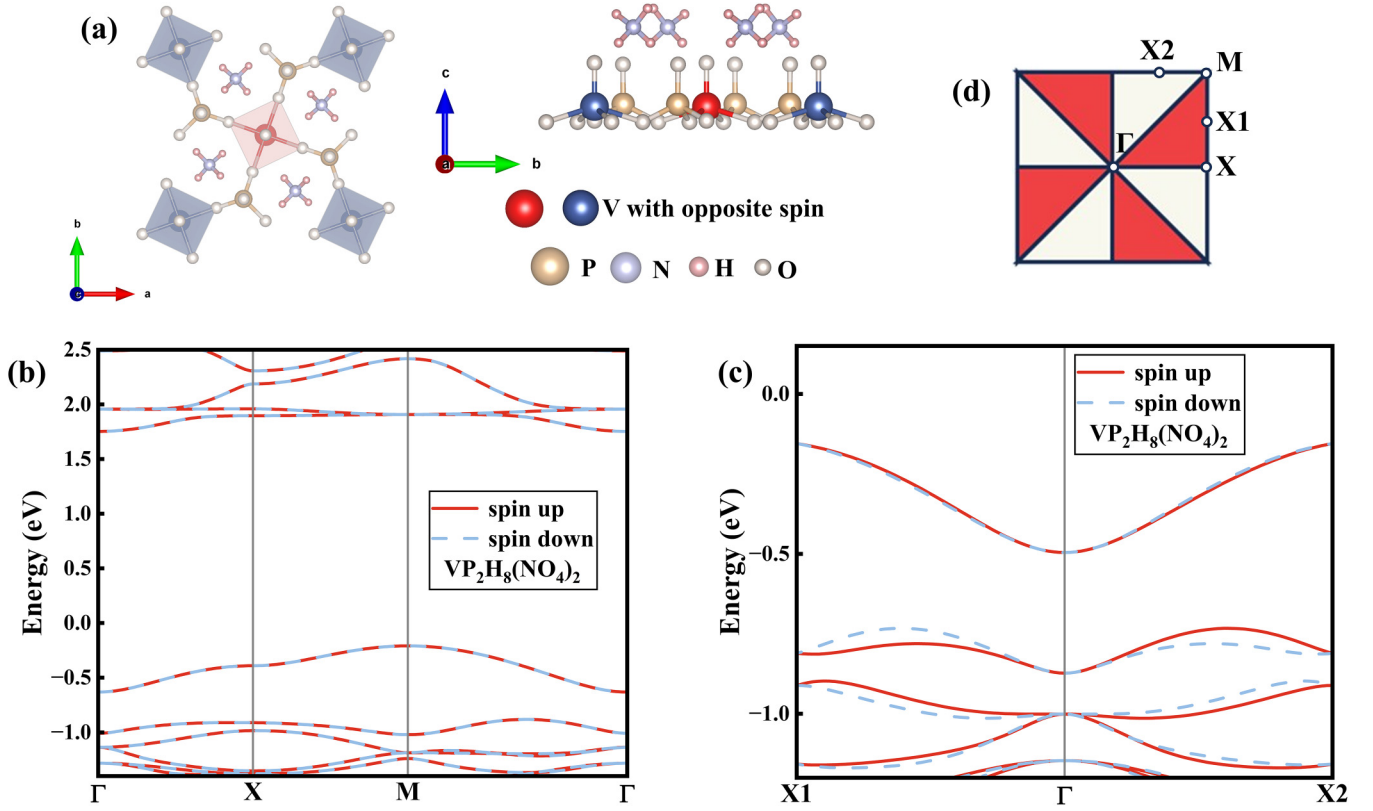 (a)
b
a
c
a
b
V with opposite spin
P
N
H
O
(d)
X2
M
X1
Γ
X
(b)
Energy (eV)
2.5
2.0
1.5
1.0
0.5
0.0
−0.5
−1.0
spin up
spin down
VP₂H₈(NO₄)₂
Γ
X
M
Γ
(c)
Energy (eV)
0.0
−0.5
−1.0
spin up
spin down
VP₂H₈(NO₄)₂
X1
Γ
X2